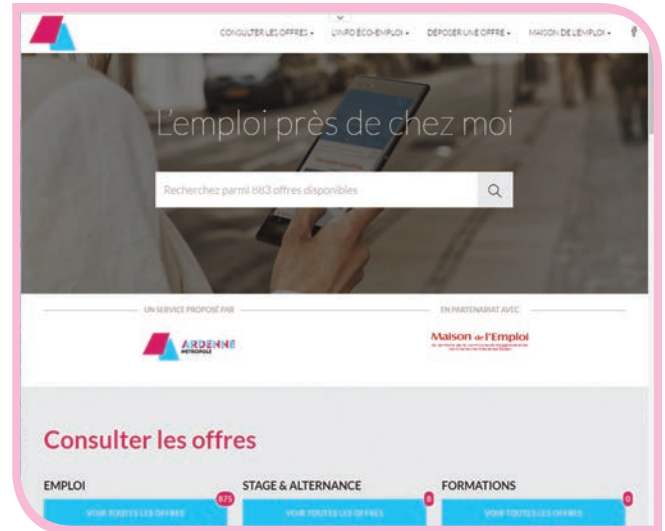 CONSULTER LES OFFRES
L'INFO ÉCO-EMPLOI
DÉPOSER UNE OFFRE
MAISON DE L'EMPLOI
L'emploi près de chez moi
Recherchez parmi 883 offres disponibles
UN SERVICE PROPOSÉ PAR
EN PARTENARIAT AVEC
ARDENNE
METROPOLE
Maison de l'Emploi
Consulter les offres
EMPLOI
STAGE & ALTERNANCE
FORMATIONS
875
8
0
VOIR TOUTES LES OFFRES
VOIR TOUTES LES OFFRES
VOIR TOUTES LES OFFRES